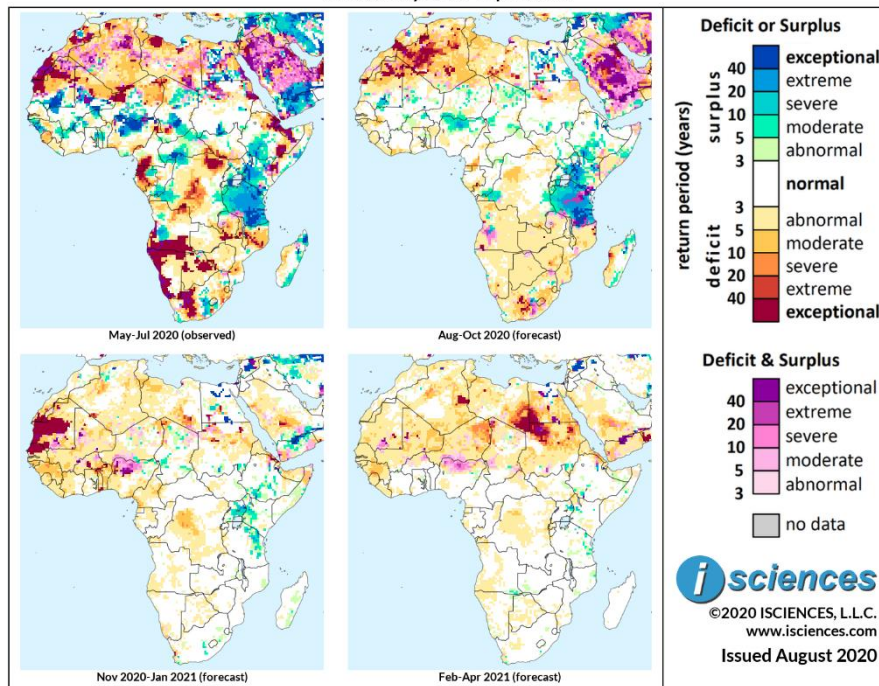 May-Jul 2020 (observed)
Aug-Oct 2020 (forecast)
Nov 2020-Jan 2021 (forecast)
Feb-Apr 2021 (forecast)
Deficit or Surplus
return period (years)
surplus
deficit
exceptional
40
extreme
20
severe
10
moderate
5
abnormal
3
normal
3
abnormal
5
moderate
10
severe
20
extreme
40
exceptional
Deficit & Surplus
exceptional
40
extreme
20
severe
10
moderate
5
abnormal
3
no data
i sciences
©2020 ISCIENCES, L.L.C.
www.isciences.com
Issued August 2020